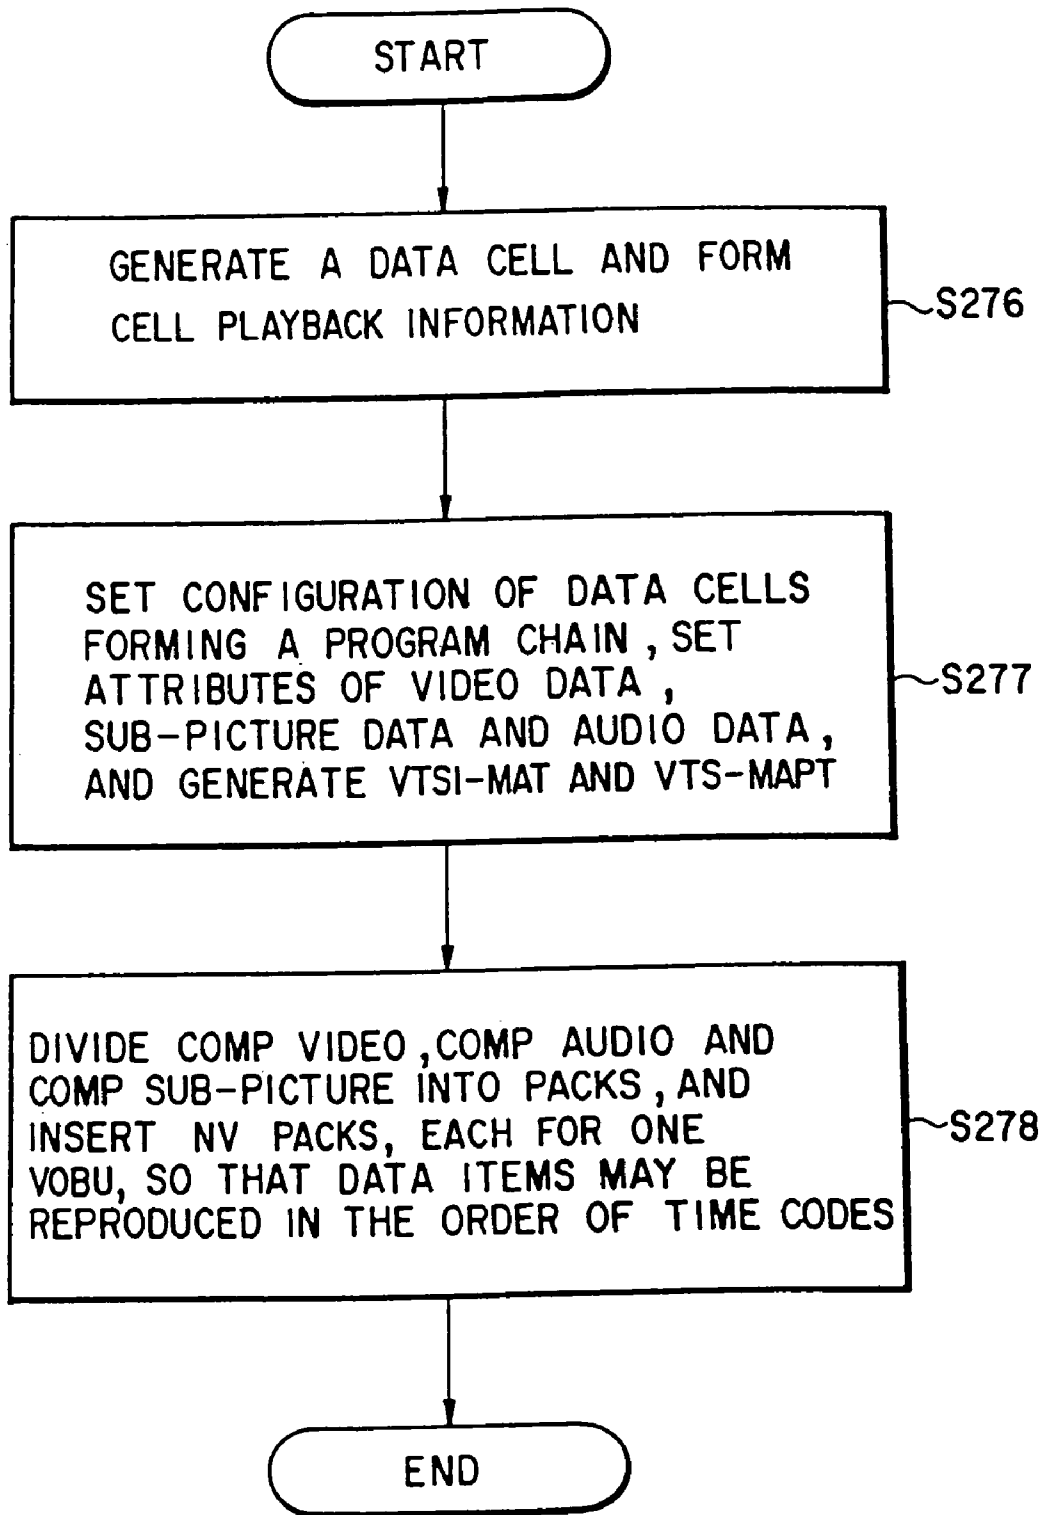 START
GENERATE A DATA CELL AND FORM
CELL PLAYBACK INFORMATION
S276
SET CONFIGURATION OF DATA CELLS
FORMING A PROGRAM CHAIN, SET
ATTRIBUTES OF VIDEO DATA,
SUB-PICTURE DATA AND AUDIO DATA,
AND GENERATE VTSI-MAT AND VTS-MAPT
S277
DIVIDE COMP VIDEO, COMP AUDIO AND
COMP SUB-PICTURE INTO PACKS, AND
INSERT NV PACKS, EACH FOR ONE
VOBU, SO THAT DATA ITEMS MAY BE
REPRODUCED IN THE ORDER OF TIME CODES
S278
END